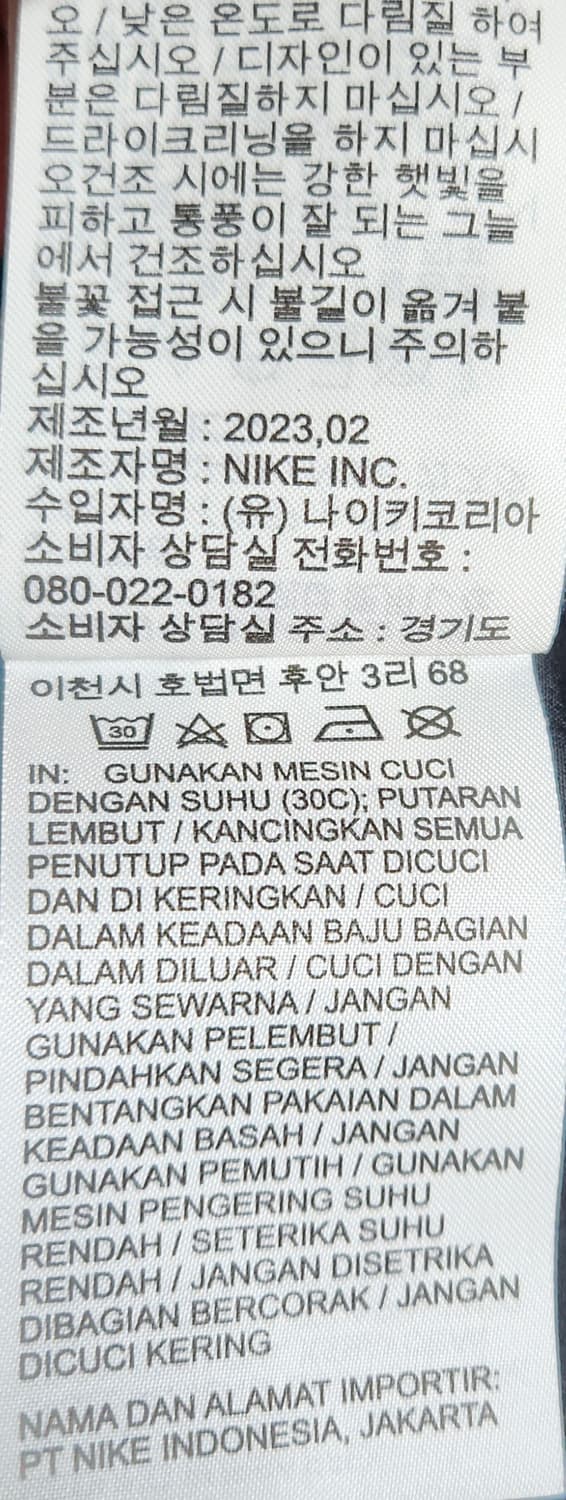 오 / 낮은 온도로 다림질 하여
주십시오 / 디자인이 있는 부
분은 다림질하지 마십시오 /
드라이크리닝을 하지 마십시
오건조 시에는 강한 햇빛을
피하고 통풍이 잘 되는 그늘
에서 건조하십시오
불꽃 접근 시 불길이 옮겨 붙
을 가능성이 있으니 주의하
십시오
제조년월 : 2023,02
제조자명 : NIKE INC.
수입자명 : (유) 나이키코리아
소비자 상담실 전화번호 :
080-022-0182
소비자 상담실 주소 : 경기도
이천시 호법면 후안 3리 68
30
IN: GUNAKAN MESIN CUCI
DENGAN SUHU (30C); PUTARAN
LEMBUT / KANCINGKAN SEMUA
PENUTUP PADA SAAT DICUCI
DAN DI KERINGKAN / CUCI
DALAM KEADAAN BAJU BAGIAN
DALAM DILUAR / CUCI DENGAN
YANG SEWARNA / JANGAN
GUNAKAN PELEMBUT /
PINDAHKAN SEGERA / JANGAN
BENTANGKAN PAKAIAN DALAM
KEADAAN BASAH / JANGAN
GUNAKAN PEMUTIH / GUNAKAN
MESIN PENGERING SUHU
RENDAH / SETERIKA SUHU
RENDAH / JANGAN DISETRIKA
DIBAGIAN BERCORAK / JANGAN
DICUCI KERING
NAMA DAN ALAMAT IMPORTIR:
PT NIKE INDONESIA, JAKARTA